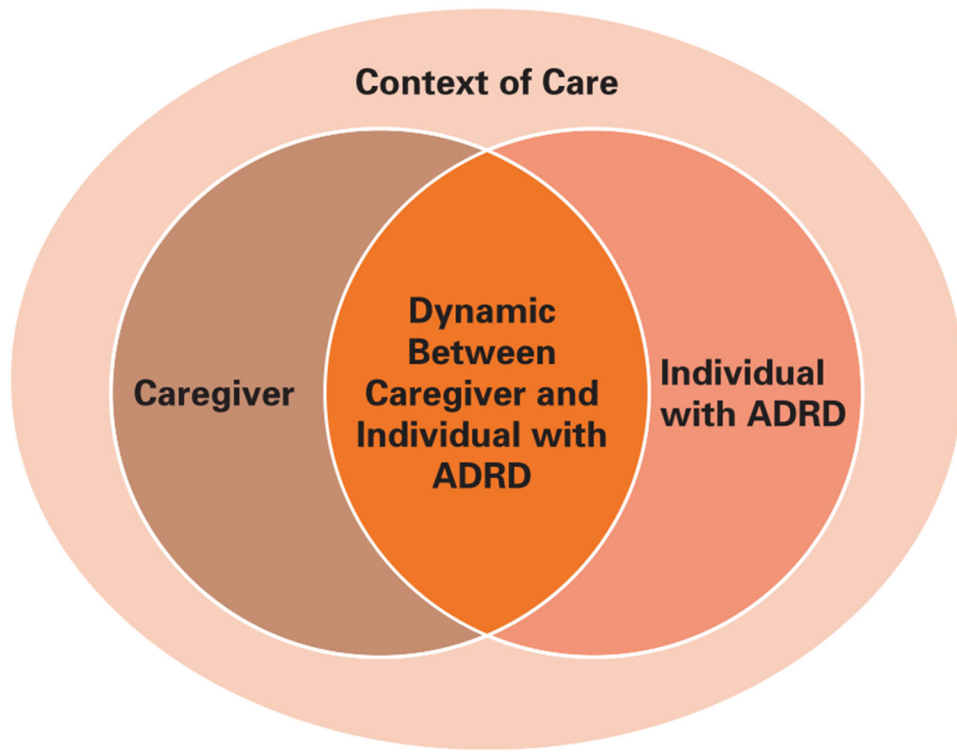 Context of Care
Caregiver
Dynamic
Between
Caregiver and
Individual with
ADRD
Individual
with ADRD